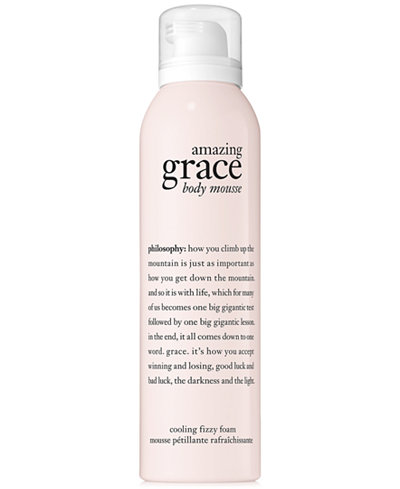 amazing
grace
body mousse
philosophy: how you climb up the
mountain is just as important as
how you get down the mountain.
and so it is with life, which for many
of us becomes one big gigantic test
followed by one big gigantic lesson.
in the end, it all comes down to one
word. grace. it's how you accept
winning and losing, good luck and
bad luck, the darkness and the light.
cooling fizzy foam
mousse pétillante rafraîchissante